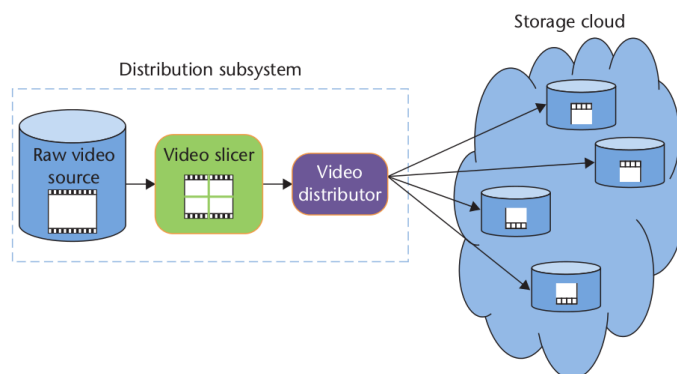 Storage cloud
Distribution subsystem
Raw video
source
Video slicer
Video
distributor